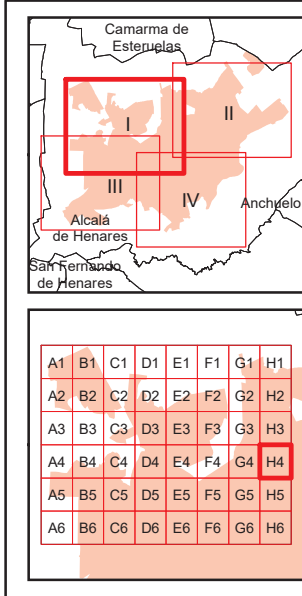 Camarma de
Esteruelas
I
II
III
IV
Anchuelo
Alcalá
de Henares
San Fernando
de Henares
A1 B1 C1 D1 E1 F1 G1 H1
A2 B2 C2 D2 E2 F2 G2 H2
A3 B3 C3 D3 E3 F3 G3 H3
A4 B4 C4 D4 E4 F4 G4 H4
A5 B5 C5 D5 E5 F5 G5 H5
A6 B6 C6 D6 E6 F6 G6 H6